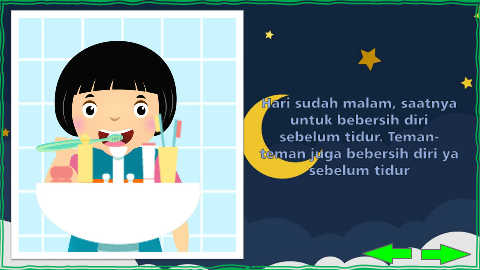 Hari sudah malam, saatnya
untuk bebersih diri
sebelum tidur. Teman-
teman juga bebersih diri ya
sebelum tidur